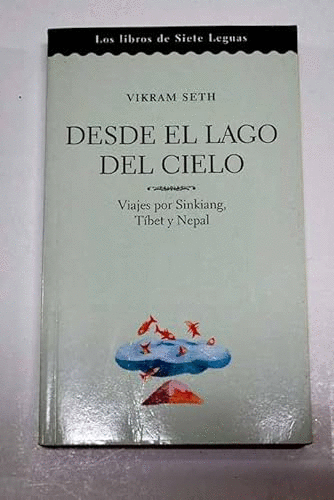 Los libros de Siete Leguas
VIKRAM SETH
DESDE EL LAGO
DEL CIELO
Viajes por Sinkiang,
Tíbet y Nepal